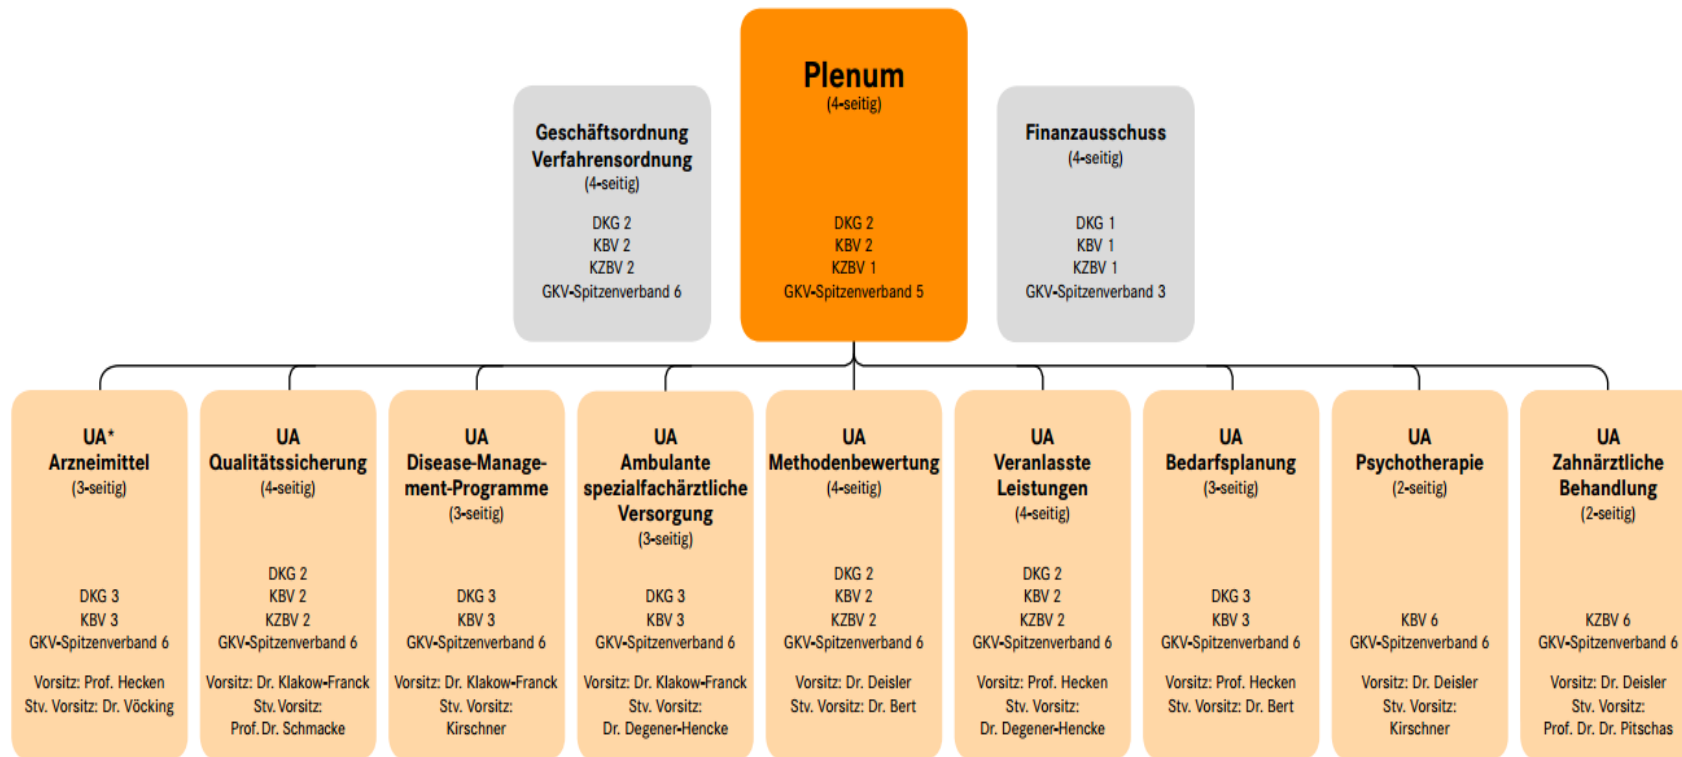 Plenum
(4-seitig)
DKG 2
KBV 2
KZBV 1
GKV-Spitzenverband 5
Geschäftsordnung
Verfahrensordnung
(4-seitig)
DKG 2
KBV 2
KZBV 2
GKV-Spitzenverband 6
Finanzausschuss
(4-seitig)
DKG 1
KBV 1
KZBV 1
GKV-Spitzenverband 3
UA*
Arzneimittel
(3-seitig)
DKG 3
KBV 3
GKV-Spitzenverband 6
Vorsitz: Prof. Hecken
Stv. Vorsitz: Dr. Vöcking
UA
Qualitätssicherung
(4-seitig)
DKG 2
KBV 2
KZBV 2
GKV-Spitzenverband 6
Vorsitz: Dr. Klakow-Franck
Stv. Vorsitz:
Prof. Dr. Schmacke
UA
Disease-Manage-
ment-Programme
(3-seitig)
DKG 3
KBV 3
GKV-Spitzenverband 6
Vorsitz: Dr. Klakow-Franck
Stv. Vorsitz:
Kirschner
UA
Ambulante
spezialfachärztliche
Versorgung
(3-seitig)
DKG 3
KBV 3
GKV-Spitzenverband 6
Vorsitz: Dr. Klakow-Franck
Stv. Vorsitz:
Dr. Degener-Hencke
UA
Methodenbewertung
(4-seitig)
DKG 2
KBV 2
KZBV 2
GKV-Spitzenverband 6
Vorsitz: Dr. Deisler
Stv. Vorsitz: Dr. Bert
UA
Veranlasste
Leistungen
(4-seitig)
DKG 2
KBV 2
KZBV 2
GKV-Spitzenverband 6
Vorsitz: Prof. Hecken
Stv. Vorsitz:
Dr. Degener-Hencke
UA
Bedarfsplanung
(3-seitig)
DKG 3
KBV 3
GKV-Spitzenverband 6
Vorsitz: Prof. Hecken
Stv. Vorsitz: Dr. Bert
UA
Psychotherapie
(2-seitig)
KBV 6
GKV-Spitzenverband 6
Vorsitz: Dr. Deisler
Stv. Vorsitz:
Kirschner
UA
Zahnärztliche
Behandlung
(2-seitig)
KZBV 6
GKV-Spitzenverband 6
Vorsitz: Dr. Deisler
Stv. Vorsitz:
Prof. Dr. Dr. Pitschas